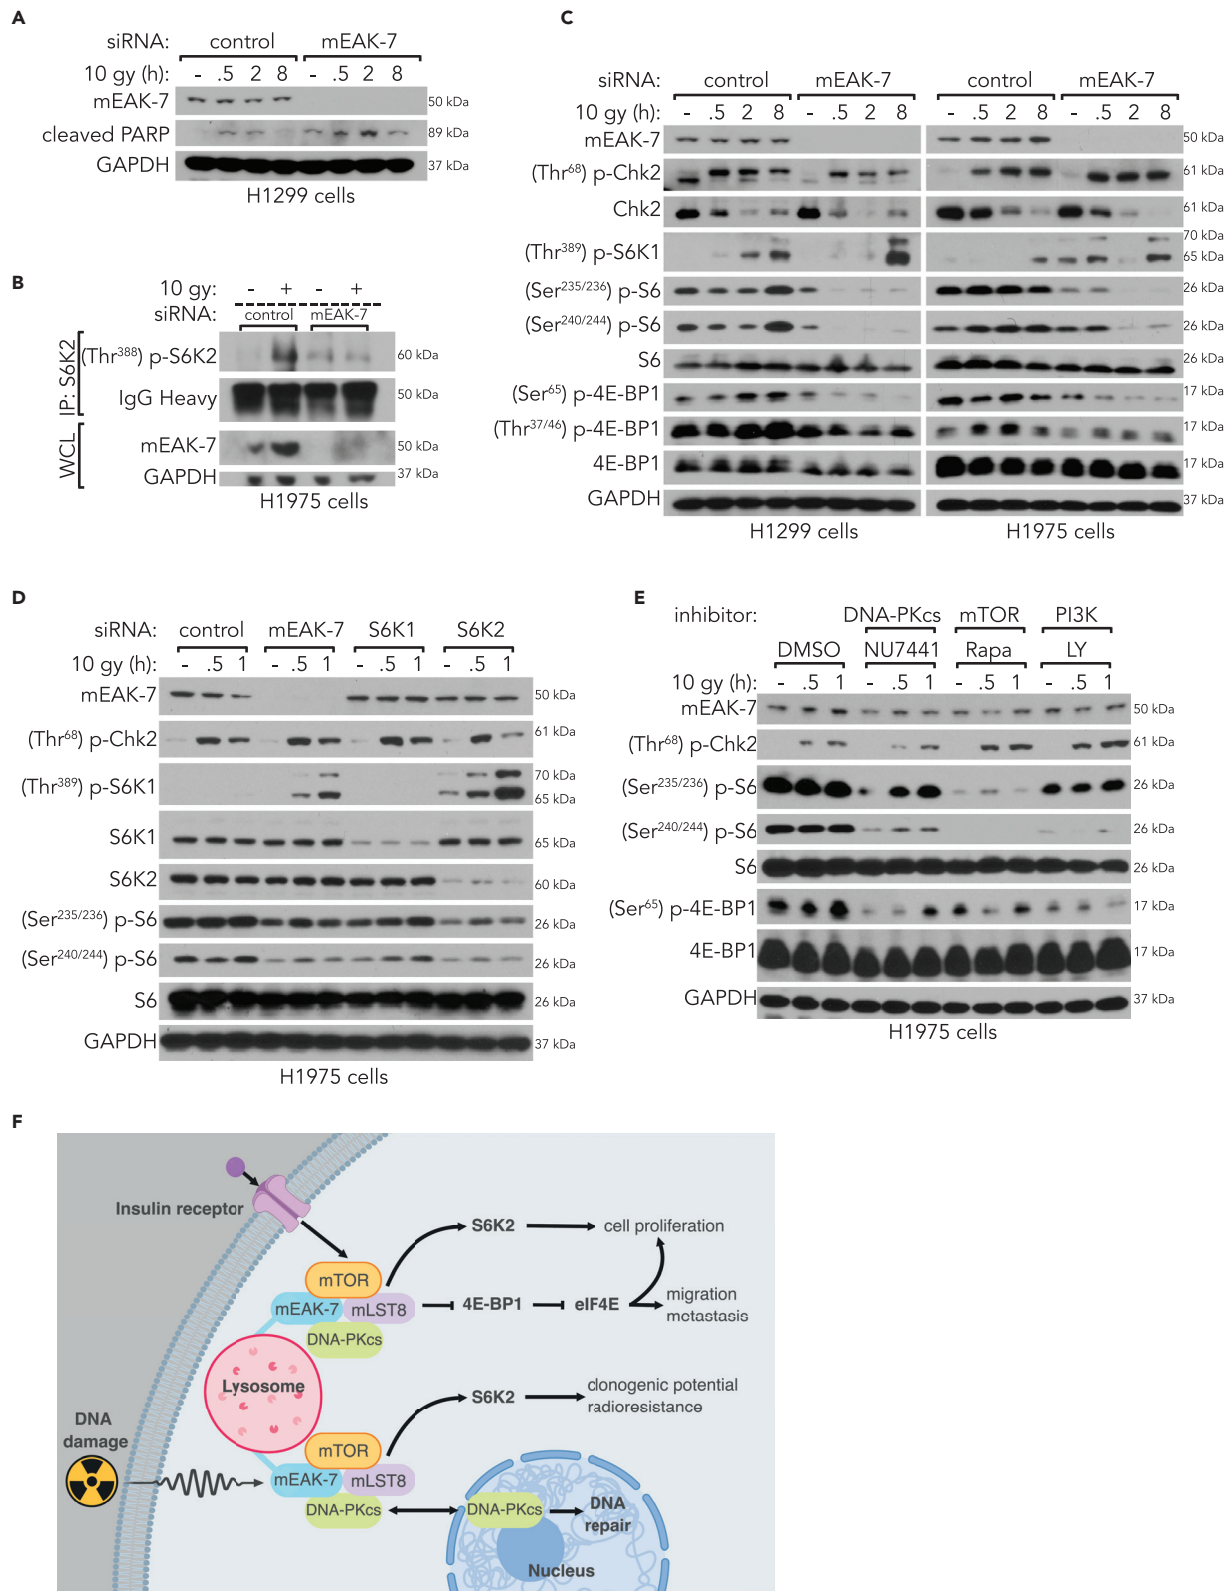 A
siRNA: control mEAK-7
10 gy (h): - .5 2 8 - .5 2 8
mEAK-7 50 kDa
cleaved PARP 89 kDa
GAPDH 37 kDa
H1299 cells
B
10 gy: - + - +
siRNA: control mEAK-7
IP: S6K2
(Thr388) p-S6K2 60 kDa
IgG Heavy 50 kDa
WCL
mEAK-7 50 kDa
GAPDH 37 kDa
H1975 cells
C
siRNA: control mEAK-7 control mEAK-7
10 gy (h): - .5 2 8 - .5 2 8 - .5 2 8 - .5 2 8
mEAK-7 50 kDa
(Thr68) p-Chk2 61 kDa
Chk2 61 kDa
70 kDa
(Thr389) p-S6K1 65 kDa
(Ser235/236) p-S6 26 kDa
(Ser240/244) p-S6 26 kDa
S6 26 kDa
(Ser65) p-4E-BP1 17 kDa
(Thr37/46) p-4E-BP1 17 kDa
4E-BP1 17 kDa
GAPDH 37 kDa
H1299 cells H1975 cells
D
siRNA: control mEAK-7 S6K1 S6K2
10 gy (h): - .5 1 - .5 1 - .5 1 - .5 1
mEAK-7 50 kDa
(Thr68) p-Chk2 61 kDa
(Thr389) p-S6K1 70 kDa
65 kDa
S6K1 65 kDa
S6K2 60 kDa
(Ser235/236) p-S6 26 kDa
(Ser240/244) p-S6 26 kDa
S6 26 kDa
GAPDH 37 kDa
H1975 cells
E
inhibitor: DNA-PKcs mTOR PI3K
DMSO NU7441 Rapa LY
10 gy (h): - .5 1 - .5 1 - .5 1 - .5 1
mEAK-7 50 kDa
(Thr68) p-Chk2 61 kDa
(Ser235/236) p-S6 26 kDa
(Ser240/244) p-S6 26 kDa
S6 26 kDa
(Ser65) p-4E-BP1 17 kDa
4E-BP1 17 kDa
GAPDH 37 kDa
H1975 cells
F
Insulin receptor
S6K2 cell proliferation
mTOR
mEAK-7 mLST8 4E-BP1 eIF4E migration
metastasis
DNA-PKcs
Lysosome
S6K2 clonogenic potential
radioresistance
DNA
damage
mTOR
mEAK-7 mLST8
DNA-PKcs DNA-PKcs DNA
repair
Nucleus